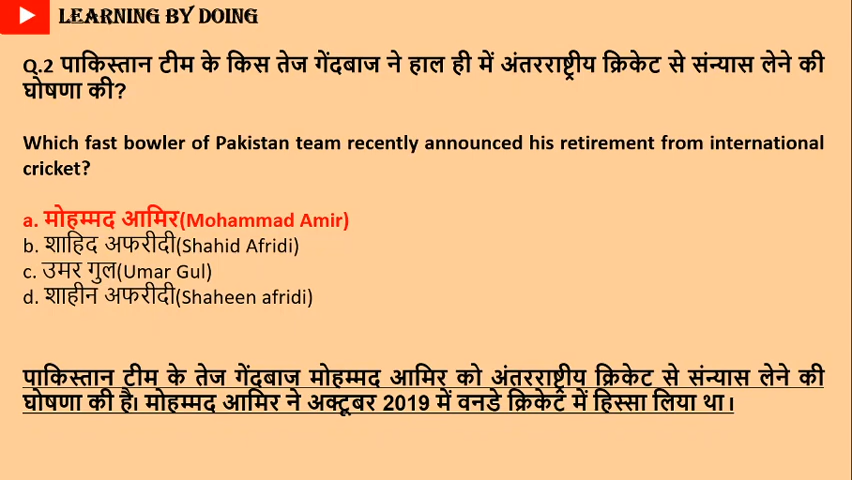 LEARNING BY DOING
Q.2 पाकिस्तान टीम के किस तेज गेंदबाज ने हाल ही में अंतरराष्ट्रीय क्रिकेट से संन्यास लेने की
घोषणा की?
Which fast bowler of Pakistan team recently announced his retirement from international
cricket?
a. मोहम्मद आमिर(Mohammad Amir)
b. शाहिद अफरीदी(Shahid Afridi)
c. उमर गुल(Umar Gul)
d. शाहीन अफरीदी(Shaheen afridi)
पाकिस्तान टीम के तेज गेंदबाज मोहम्मद आमिर को अंतरराष्ट्रीय क्रिकेट से संन्यास लेने की
घोषणा की है। मोहम्मद आमिर ने अक्टूबर 2019 में वनडे क्रिकेट में हिस्सा लिया था।